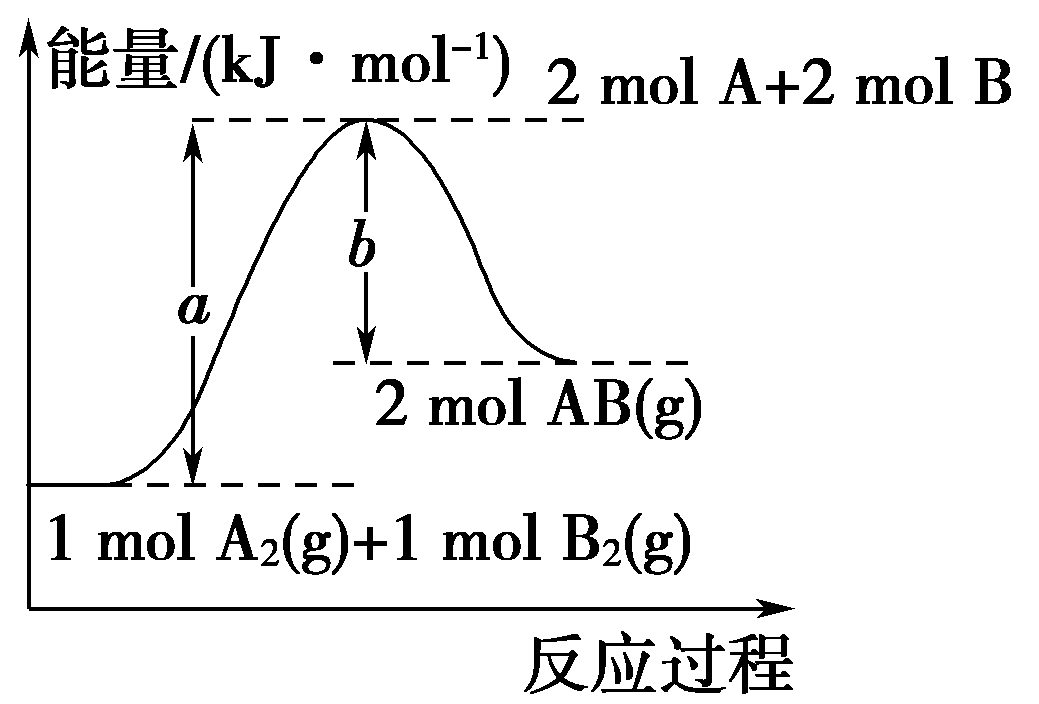 能量/(kJ·mol⁻¹)
2 mol A+2 mol B
b
a
2 mol AB(g)
1 mol A₂(g)+1 mol B₂(g)
反应过程